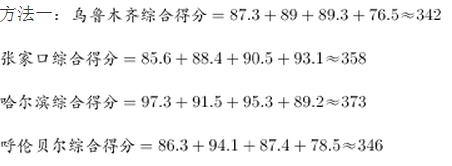 方法一：乌鲁木齐综合得分＝87.3＋89＋89.3＋76.5≈342
张家口综合得分＝85.6＋88.4＋90.5＋93.1≈358
哈尔滨综合得分＝97.3＋91.5＋95.3＋89.2≈373
呼伦贝尔综合得分＝86.3＋94.1＋87.4＋78.5≈346